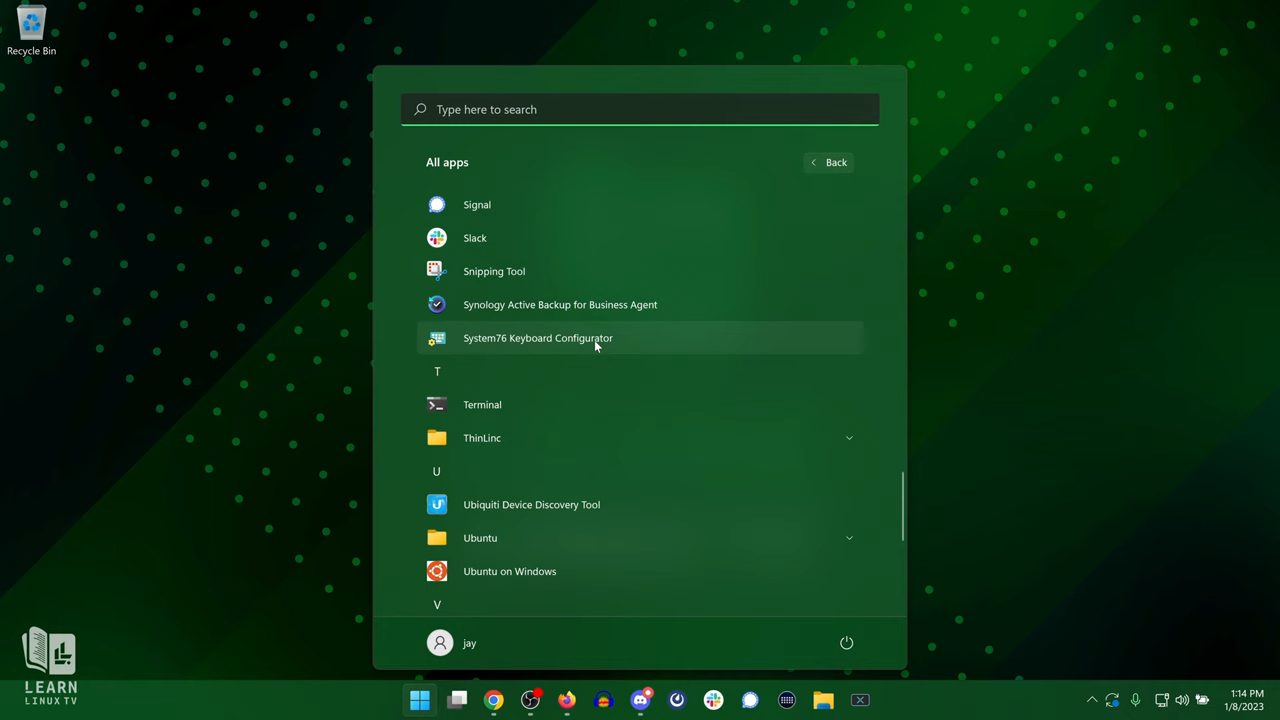 Recycle Bin
Type here to search
All apps
Back
Signal
Slack
Snipping Tool
Synology Active Backup for Business Agent
System76 Keyboard Configurator
T
Terminal
ThinLinc
U
Ubiquiti Device Discovery Tool
Ubuntu
Ubuntu on Windows
V
jay
LEARN
LINUX TV
1:14 PM
1/8/2023